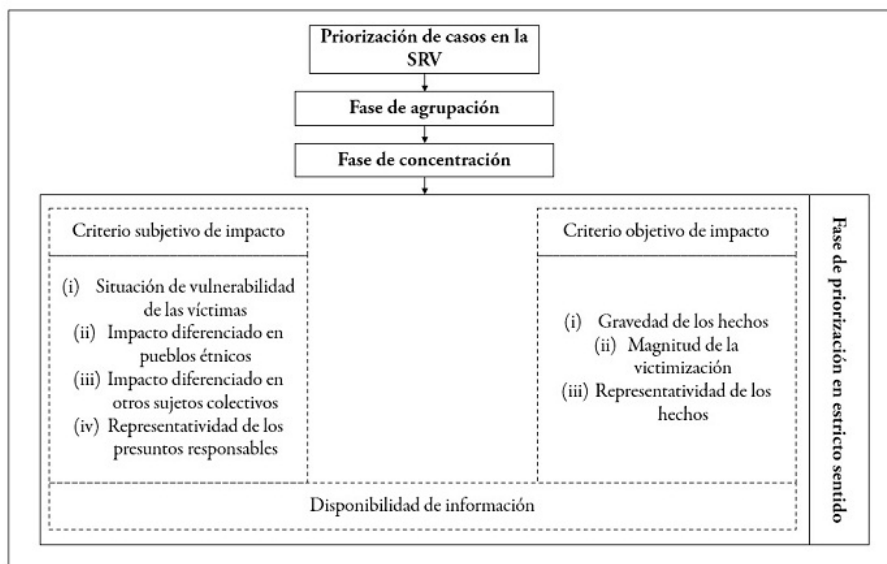 Priorización de casos en la
SRV
Fase de agrupación
Fase de concentración
Criterio subjetivo de impacto
(i) Situación de vulnerabilidad
de las víctimas
(ii) Impacto diferenciado en
pueblos étnicos
(iii) Impacto diferenciado en
otros sujetos colectivos
(iv) Representatividad de los
presuntos responsables
Criterio objetivo de impacto
(i) Gravedad de los hechos
(ii) Magnitud de la
victimización
(iii) Representatividad de los
hechos
Disponibilidad de información
Fase de priorización en estricto sentido